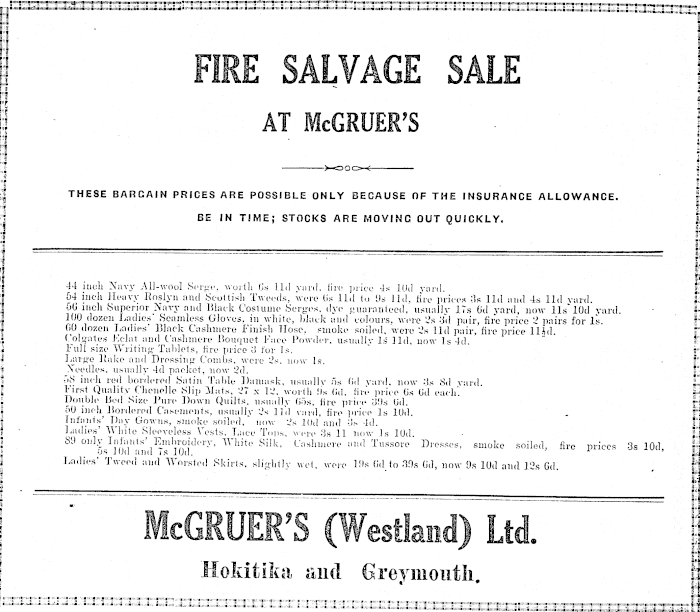 FIRE SALVAGE SALE
AT McGRUER'S
THESE BARGAIN PRICES ARE POSSIBLE ONLY BECAUSE OF THE INSURANCE ALLOWANCE.
BE IN TIME; STOCKS ARE MOVING OUT QUICKLY.
44 inch Navy All-wool Serge, worth 6s 11d yard, fire price 4s 10d yard.
54 inch Heavy Roslyn and Scottish Tweeds, were 6s 11d to 9s 11d, fire prices 3s 11d and 4s 11d yard.
56 inch Superior Navy and Black Costume Serges, dye guaranteed, usually 17s 6d yard, now 11s 10d yard.
100 dozen Ladies' Seamless Gloves, in white, black and colours, were 2s 3d pair, fire price 2 pairs for 1s.
60 dozen Ladies' Black Cashmere Finish Hose, smoke soiled, were 2s 11d pair, fire price 11½d.
Colgates Eclat and Cashmere Bouquet Face Powder, usually 1s 11d, now 1s 4d.
Full size Writing Tablets, fire price 3 for 1s.
Large Rake and Dressing Combs, were 2s, now 1s.
Needles, usually 4d packet, now 2d.
58 inch red bordered Satin Table Damask, usually 5s 6d yard, now 3s 8d yard.
First Quality Chenelle Slip Mats, 27 x 12, worth 9s 6d, fire price 6s 6d each.
Double Bed Size Pure Down Quilts, usually 65s, fire price 39s 6d.
50 inch Bordered Casements, usually 2s 11d yard, fire price 1s 10d.
Infants' Day Gowns, smoke soiled, now 2s 10d and 3s 4d.
Ladies' White Sleeveless Vests, Lace Tops, were 3s 11 now 1s 10d.
89 only Infants' Embroidery, White Silk, Cashmere and Tussore Dresses, smoke soiled, fire prices 3s 10d,
5s 10d and 7s 10d.
Ladies' Tweed and Worsted Skirts, slightly wet, were 19s 6d to 39s 6d, now 9s 10d and 12s 6d.
McGRUER'S (Westland) Ltd.
Hokitika and Greymouth.